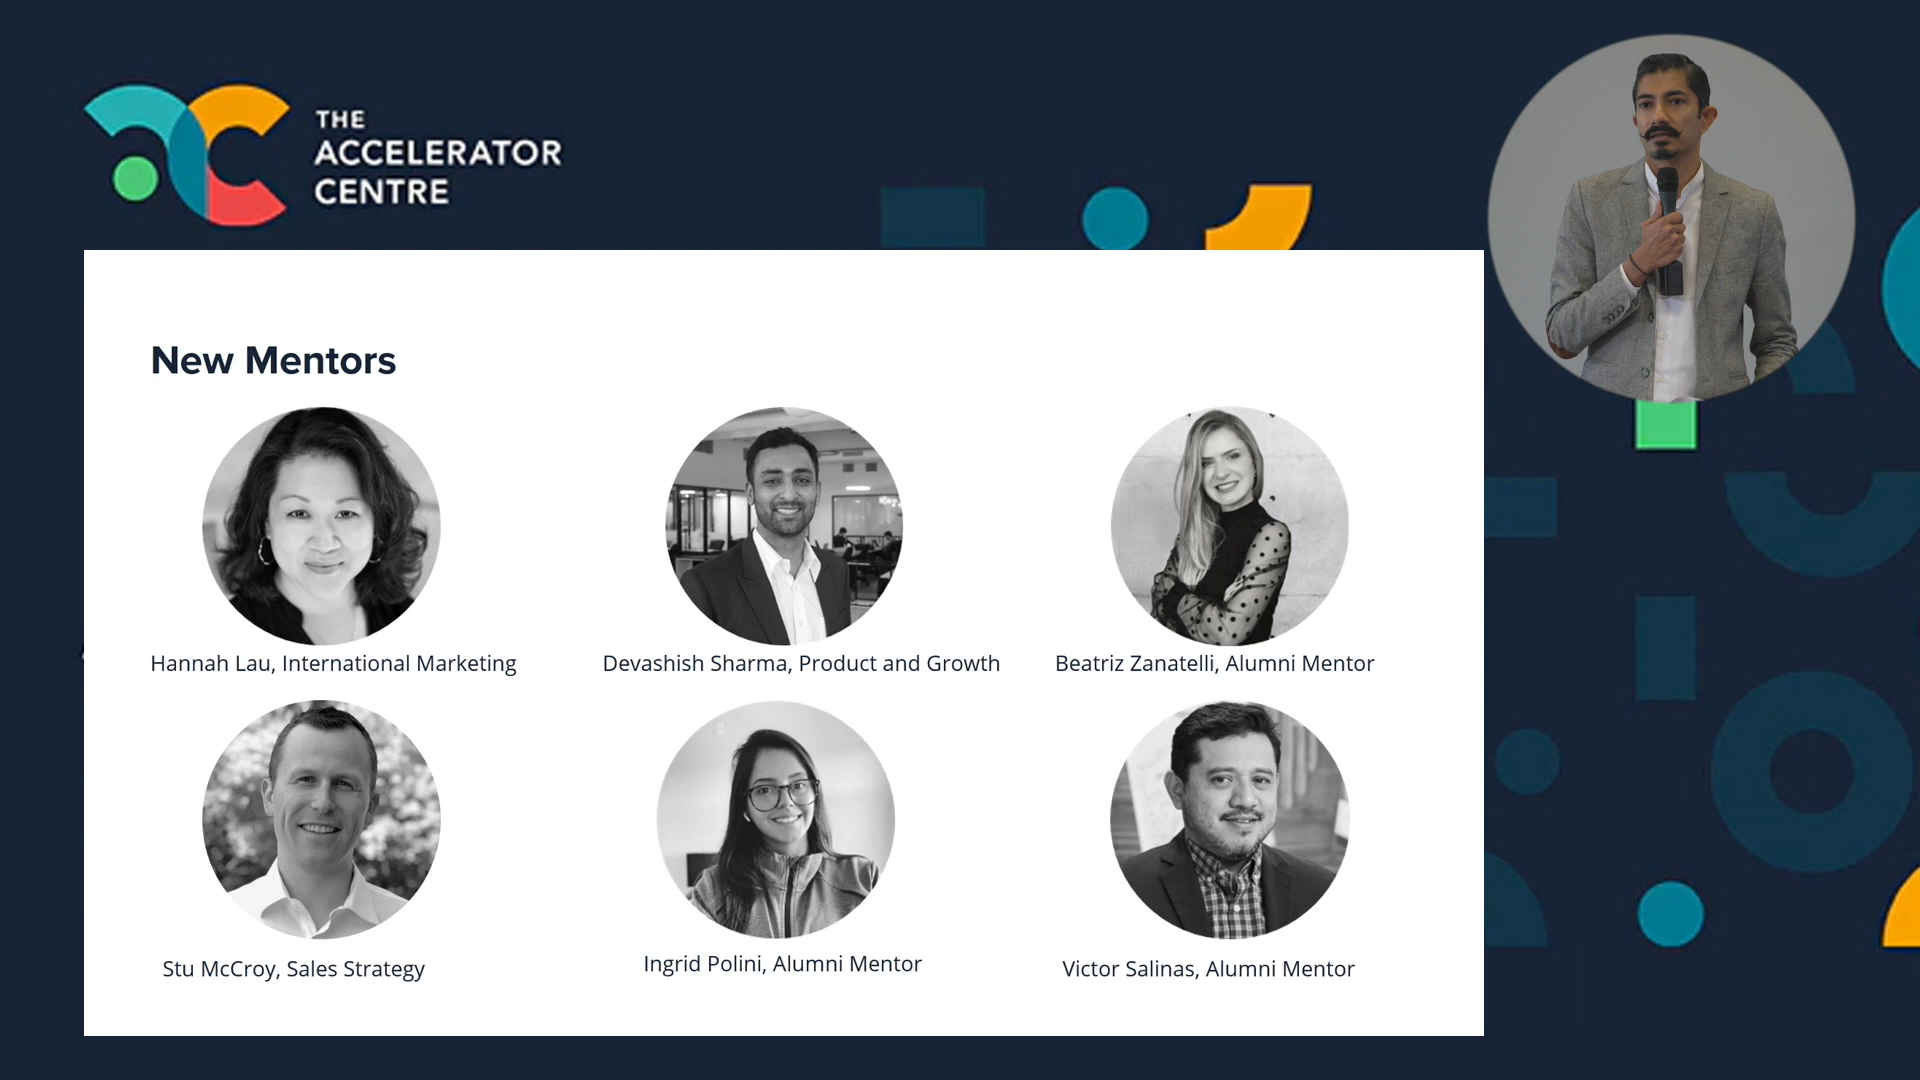 THE
ACCELERATOR
CENTRE
New Mentors
Hannah Lau, International Marketing
Devashish Sharma, Product and Growth
Beatriz Zanatelli, Alumni Mentor
Stu McCroy, Sales Strategy
Ingrid Polini, Alumni Mentor
Victor Salinas, Alumni Mentor